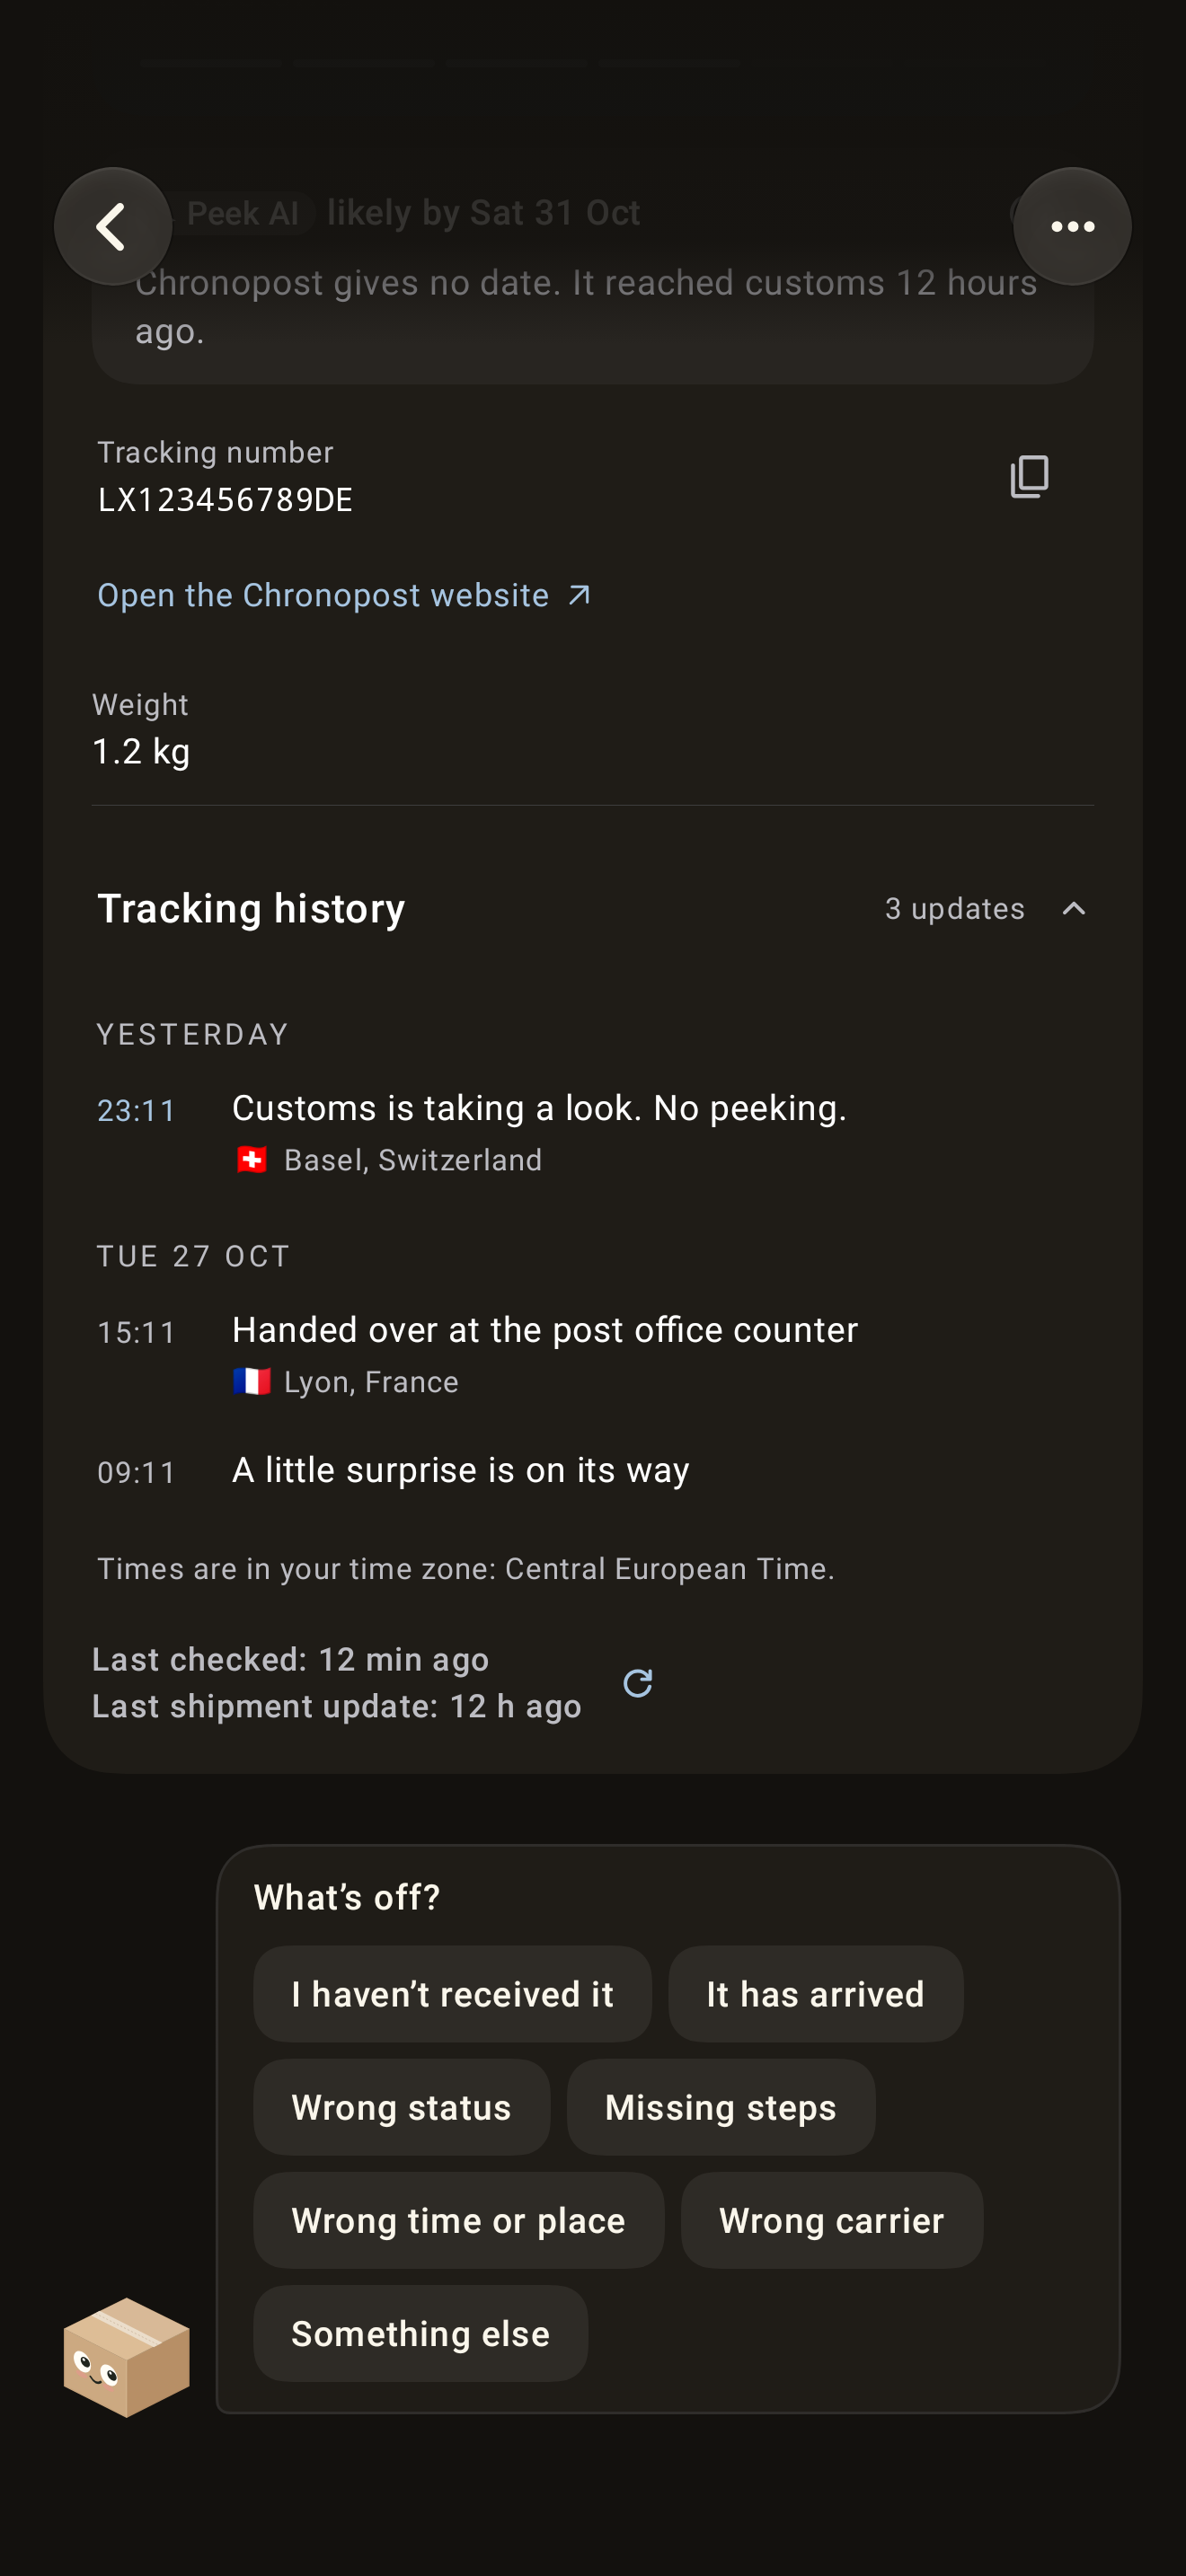 Peek AI likely by Sat 31 Oct
Chronopost gives no date. It reached customs 12 hours
ago.
Tracking number
LX123456789DE
Open the Chronopost website
Weight
1.2 kg
Tracking history
3 updates
YESTERDAY
23:11 Customs is taking a look. No peeking.
Basel, Switzerland
TUE 27 OCT
15:11 Handed over at the post office counter
Lyon, France
09:11 A little surprise is on its way
Times are in your time zone: Central European Time.
Last checked: 12 min ago
Last shipment update: 12 h ago
What’s off?
I haven’t received it
It has arrived
Wrong status
Missing steps
Wrong time or place
Wrong carrier
Something else